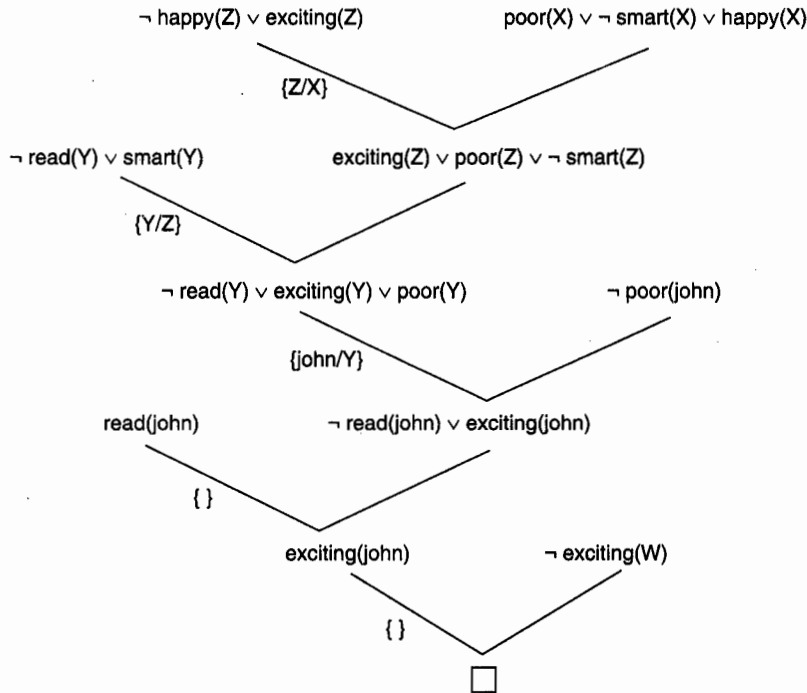 ¬ happy(Z) ∨ exciting(Z) poor(X) ∨ ¬ smart(X) ∨ happy(X)
{Z/X}
¬ read(Y) ∨ smart(Y) exciting(Z) ∨ poor(Z) ∨ ¬ smart(Z)
{Y/Z}
¬ read(Y) ∨ exciting(Y) ∨ poor(Y) ¬ poor(john)
{john/Y}
read(john) ¬ read(john) ∨ exciting(john)
{ }
exciting(john) ¬ exciting(W)
{ }